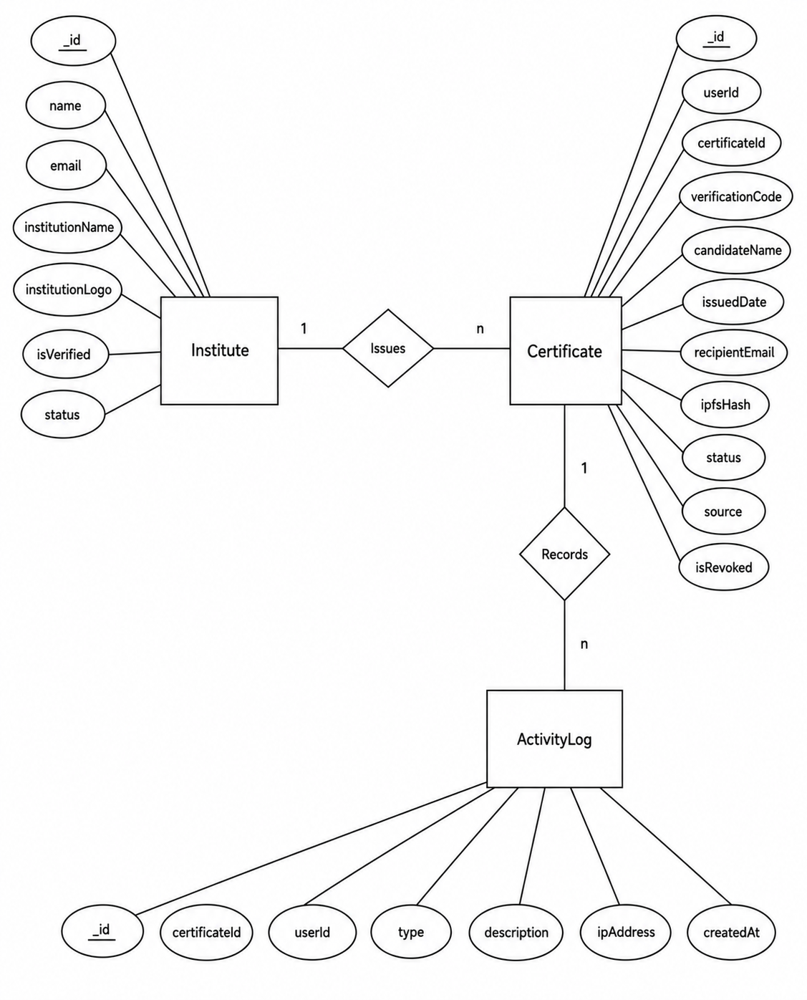 _id
name
email
institutionName
institutionLogo
isVerified
status
Institute
1
Issues
n
Certificate
_id
userId
certificateId
verificationCode
candidateName
issuedDate
recipientEmail
ipfsHash
status
source
isRevoked
1
Records
n
ActivityLog
_id
certificateId
userId
type
description
ipAddress
createdAt